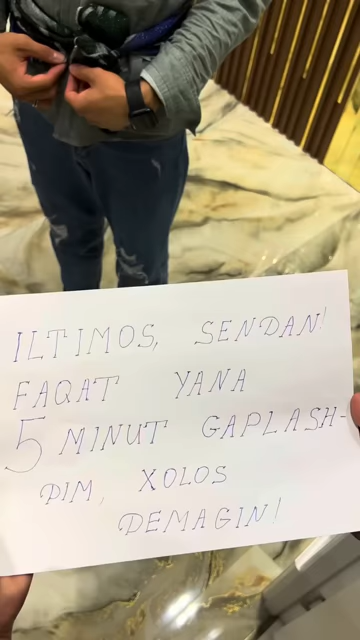 ILTIMOS, SENDAN!
FAQAT YANA
5 MINUT GAPLASH-
DIM, XOLOS
DEMAGIN!